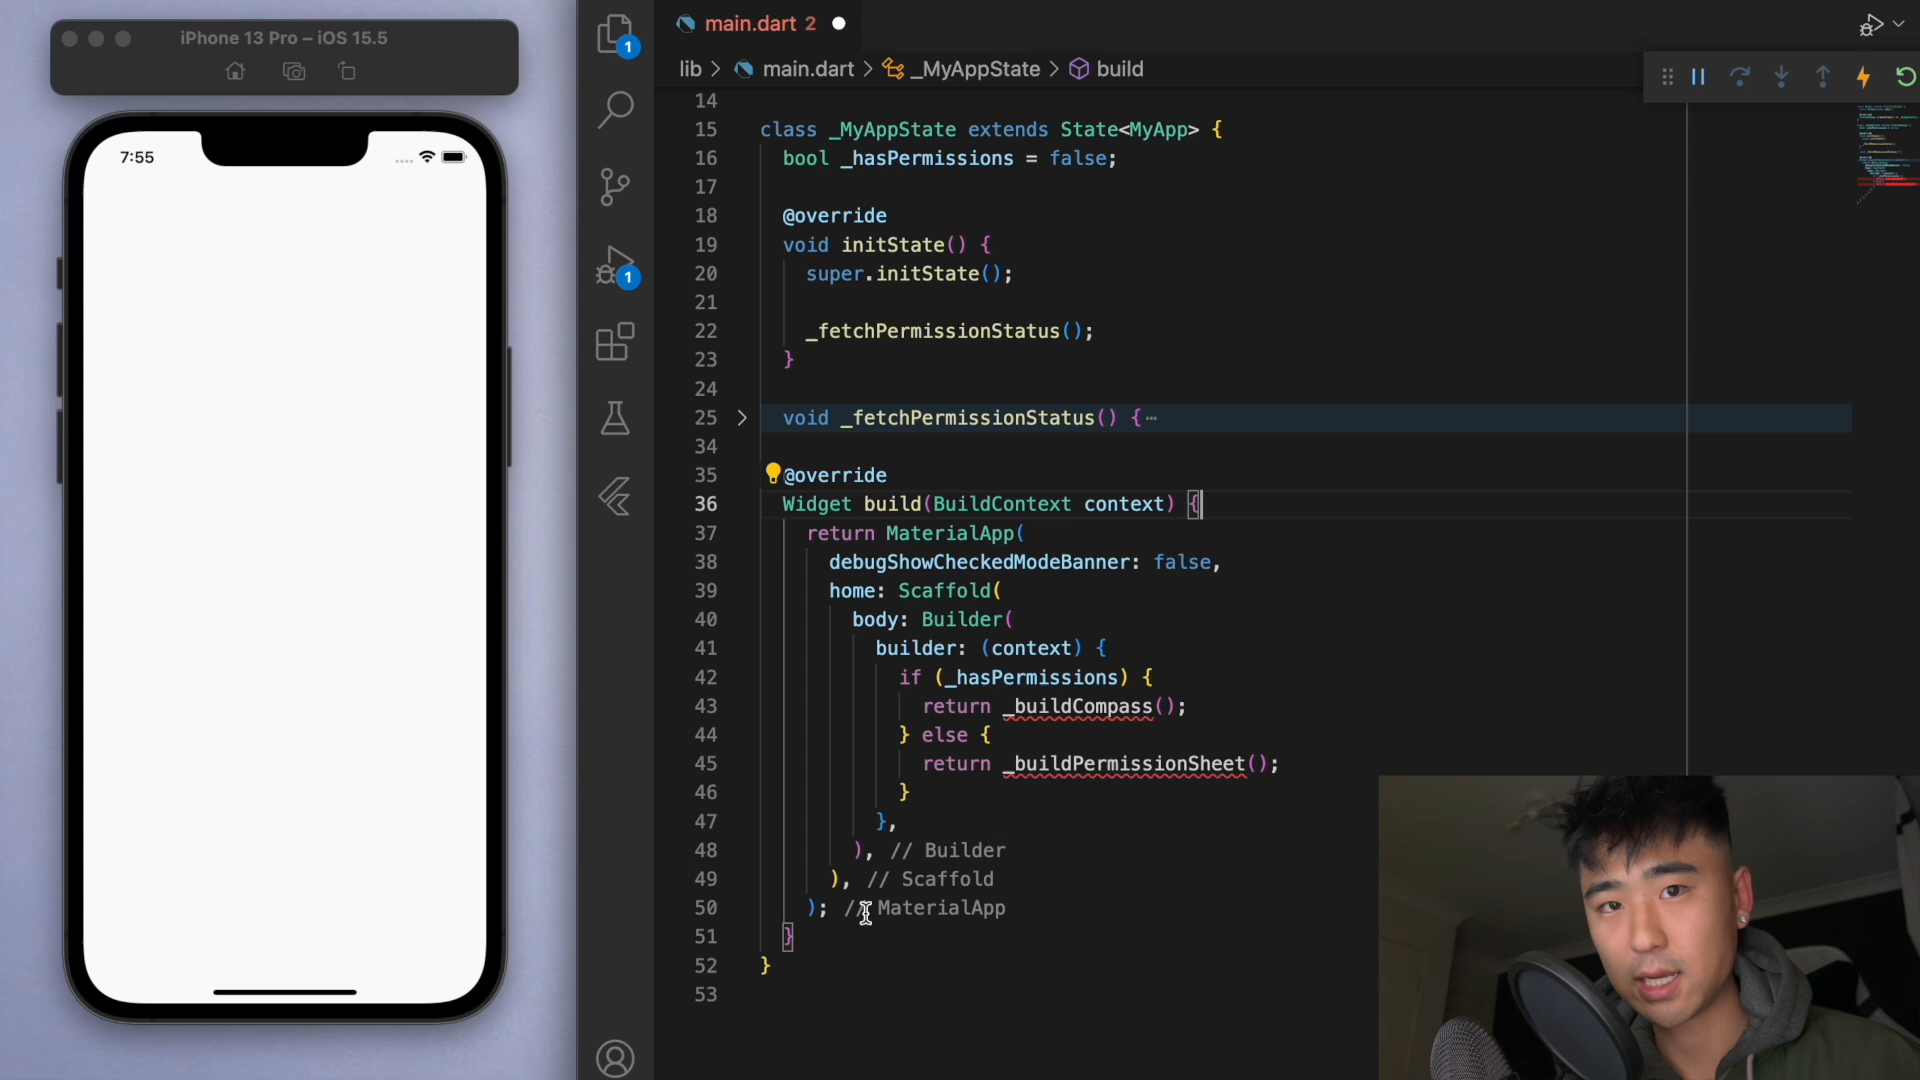 iPhone 13 Pro – iOS 15.5
7:55
1
1
main.dart 2
lib > main.dart > _MyAppState > build
14
15 class _MyAppState extends State<MyApp> {
16 bool _hasPermissions = false;
17
18 @override
19 void initState() {
20 super.initState();
21
22 _fetchPermissionStatus();
23 }
24
25 void _fetchPermissionStatus() {⋯
34
35 @override
36 Widget build(BuildContext context) {
37 return MaterialApp(
38 debugShowCheckedModeBanner: false,
39 home: Scaffold(
40 body: Builder(
41 builder: (context) {
42 if (_hasPermissions) {
43 return _buildCompass();
44 } else {
45 return _buildPermissionSheet();
46 }
47 },
48 ), // Builder
49 ), // Scaffold
50 ); // MaterialApp
51 }
52 }
53